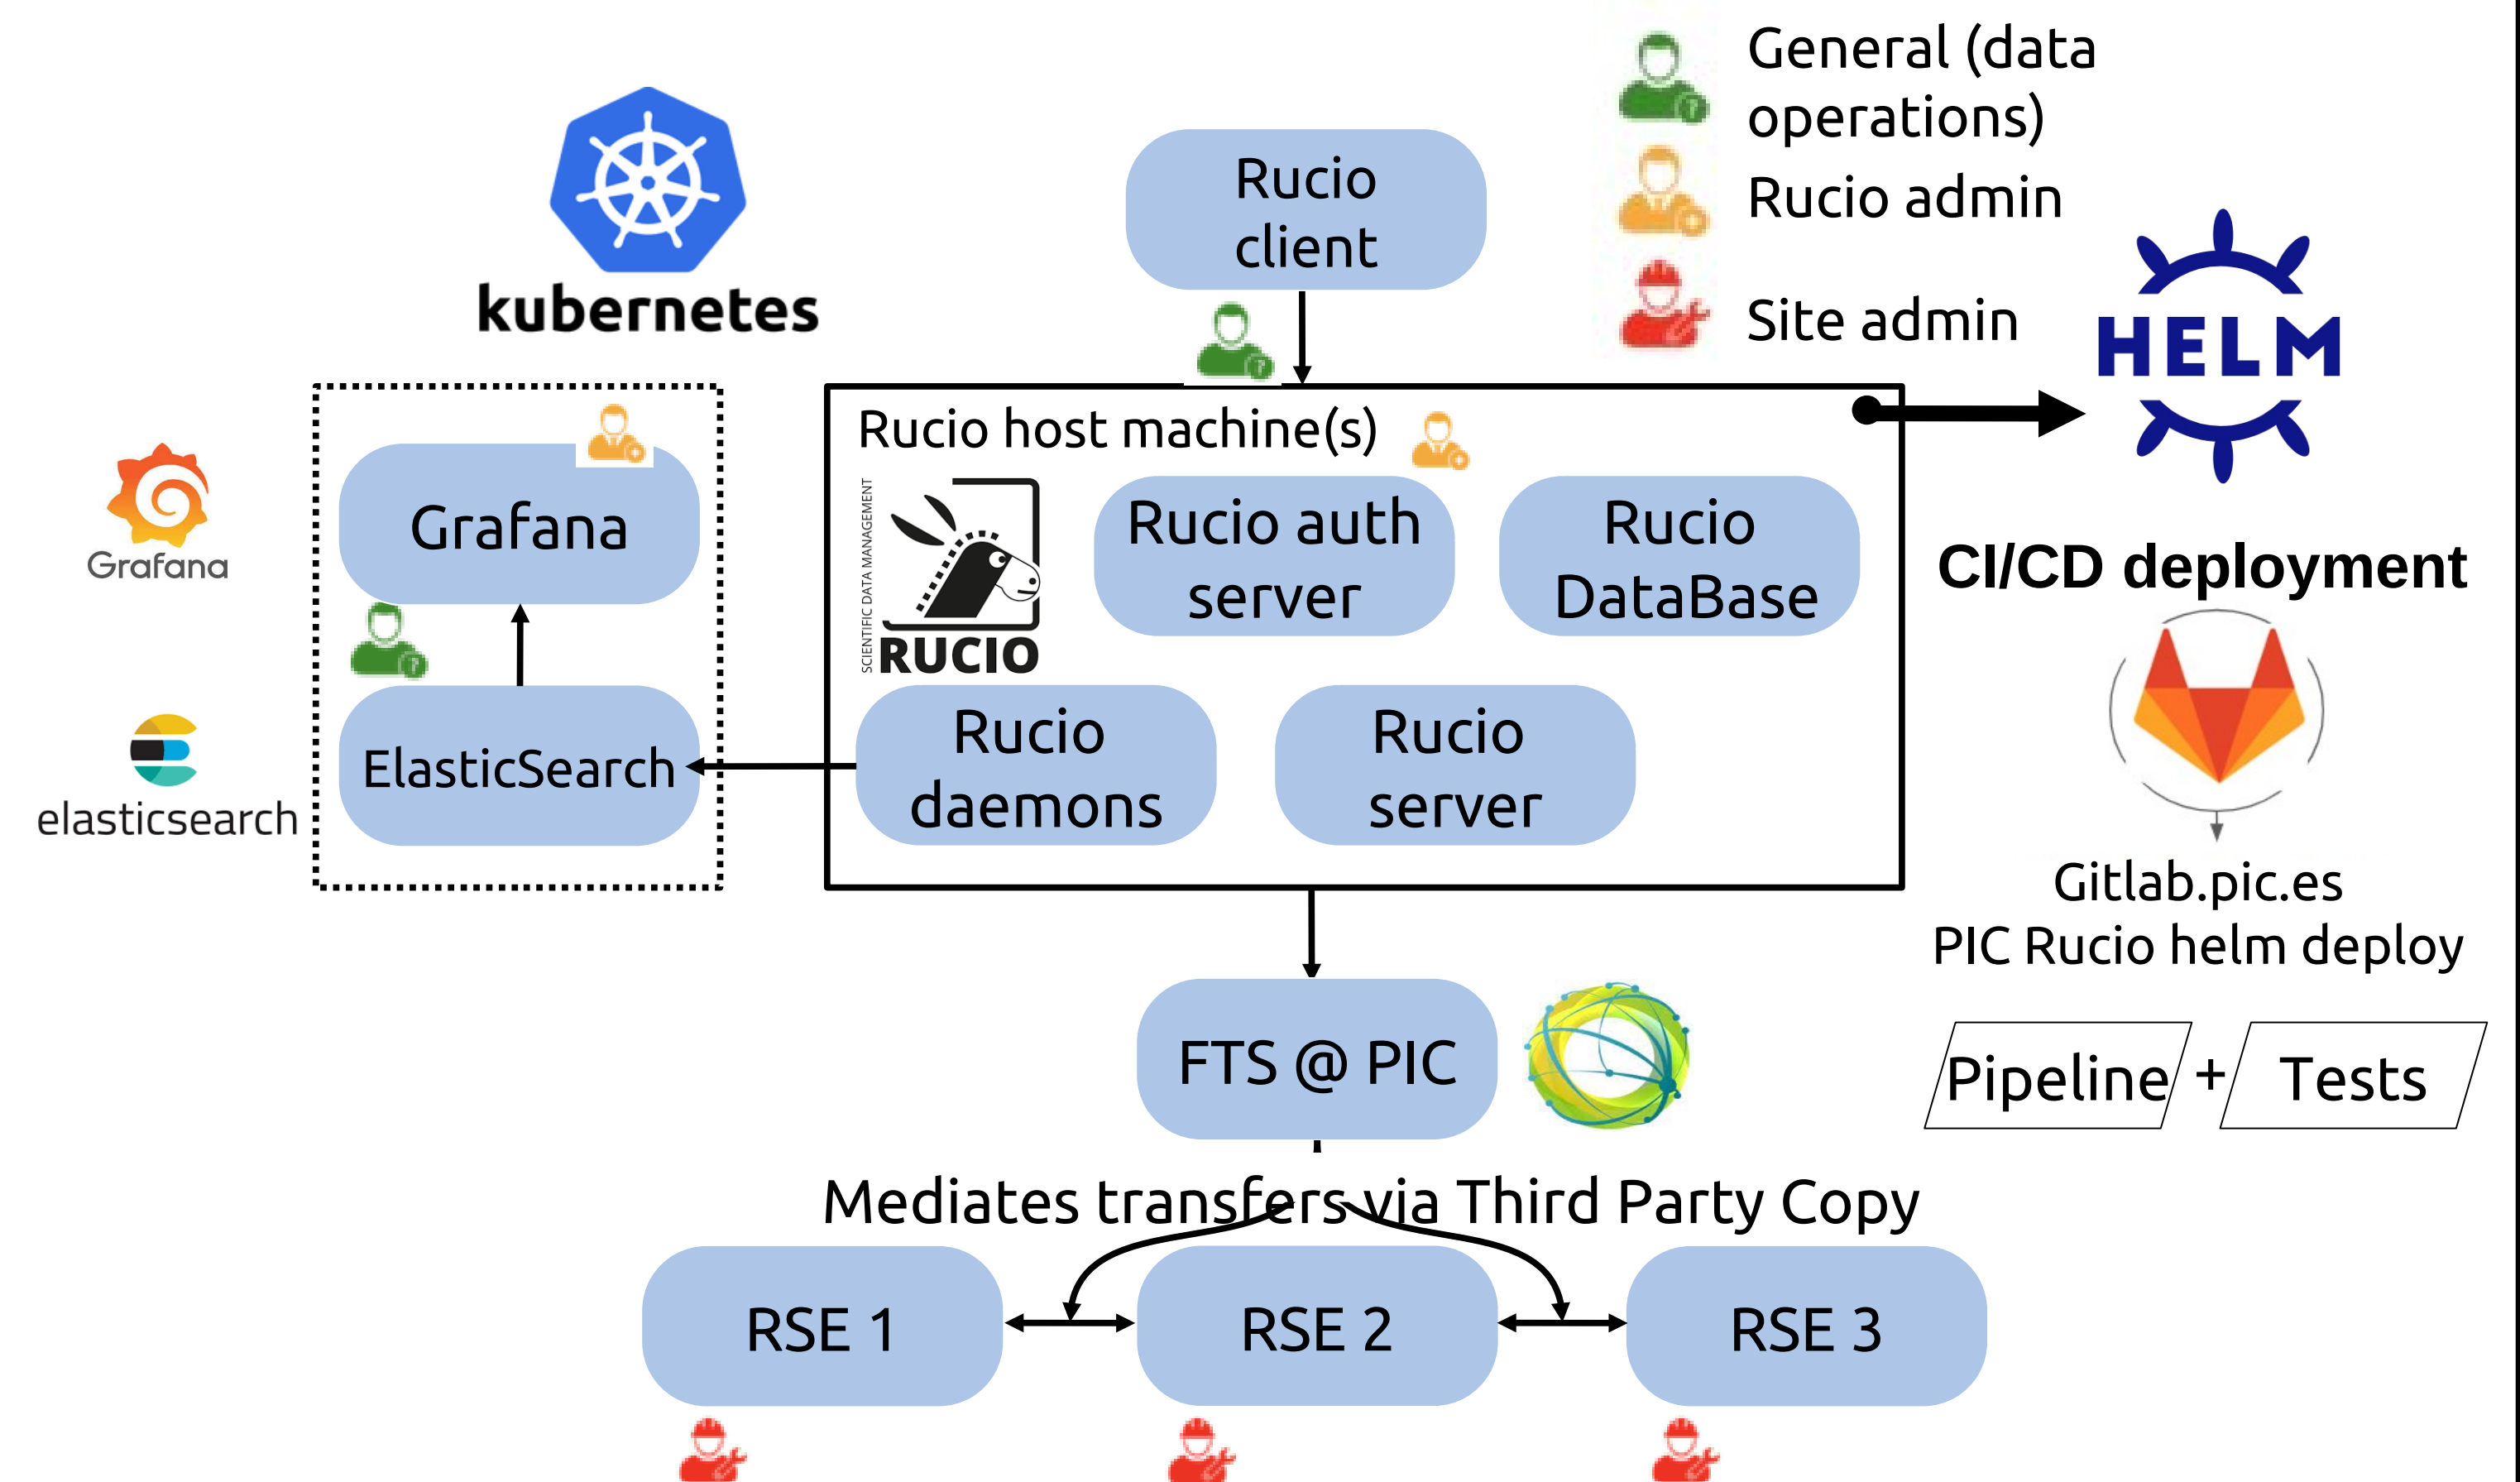 General (data
operations)
Rucio admin
Site admin
kubernetes
Rucio
client
HELM
Rucio host machine(s)
Grafana
Grafana
SCIENTIFIC DATA MANAGEMENT
RUCIO
Rucio auth
server
Rucio
DataBase
CI/CD deployment
ElasticSearch
elasticsearch
Rucio
daemons
Rucio
server
Gitlab.pic.es
PIC Rucio helm deploy
FTS @ PIC
Pipeline + Tests
Mediates transfers via Third Party Copy
RSE 1
RSE 2
RSE 3